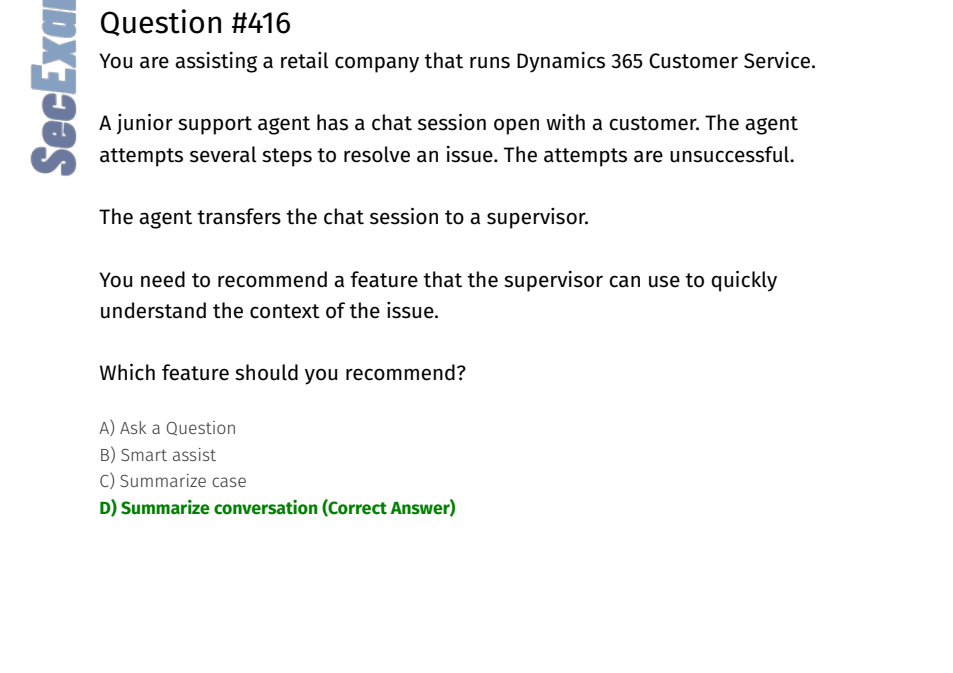 SecExa
Question #416
You are assisting a retail company that runs Dynamics 365 Customer Service.
A junior support agent has a chat session open with a customer. The agent
attempts several steps to resolve an issue. The attempts are unsuccessful.
The agent transfers the chat session to a supervisor.
You need to recommend a feature that the supervisor can use to quickly
understand the context of the issue.
Which feature should you recommend?
A) Ask a Question
B) Smart assist
C) Summarize case
D) Summarize conversation (Correct Answer)